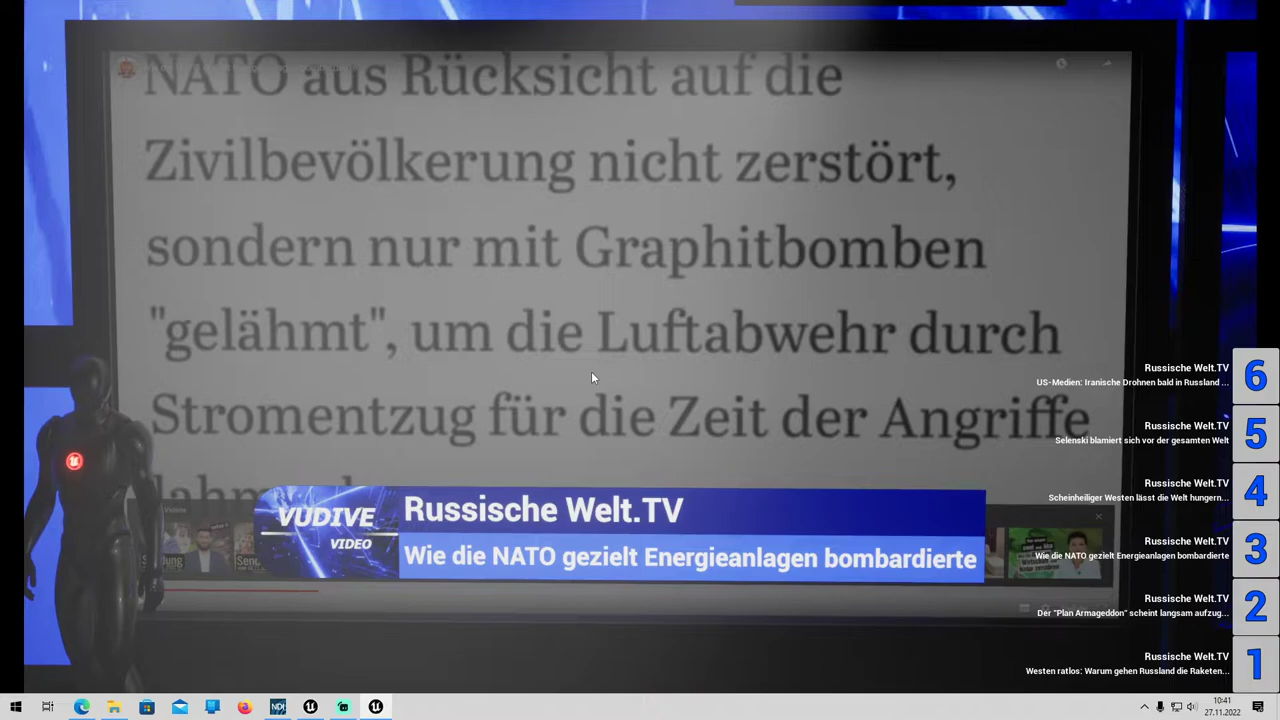 NATO aus Rücksicht auf die
Zivilbevölkerung nicht zerstört,
sondern nur mit Graphitbomben
"gelähmt", um die Luftabwehr durch
Stromentzug für die Zeit der Angriffe
VUDIVE
VIDEO
Russische Welt.TV
Wie die NATO gezielt Energieanlagen bombardierte
Russische Welt.TV
US-Medien: Iranische Drohnen bald in Russland ...
6
Russische Welt.TV
Selenski blamiert sich vor der gesamten Welt
5
Russische Welt.TV
Scheinheiliger Westen lässt die Welt hungern...
4
Russische Welt.TV
Wie die NATO gezielt Energieanlagen bombardierte
3
Russische Welt.TV
Der "Plan Armageddon" scheint langsam aufzug...
2
Russische Welt.TV
Westen ratlos: Warum gehen Russland die Raketen...
1
NDI
10:41
27.11.2022